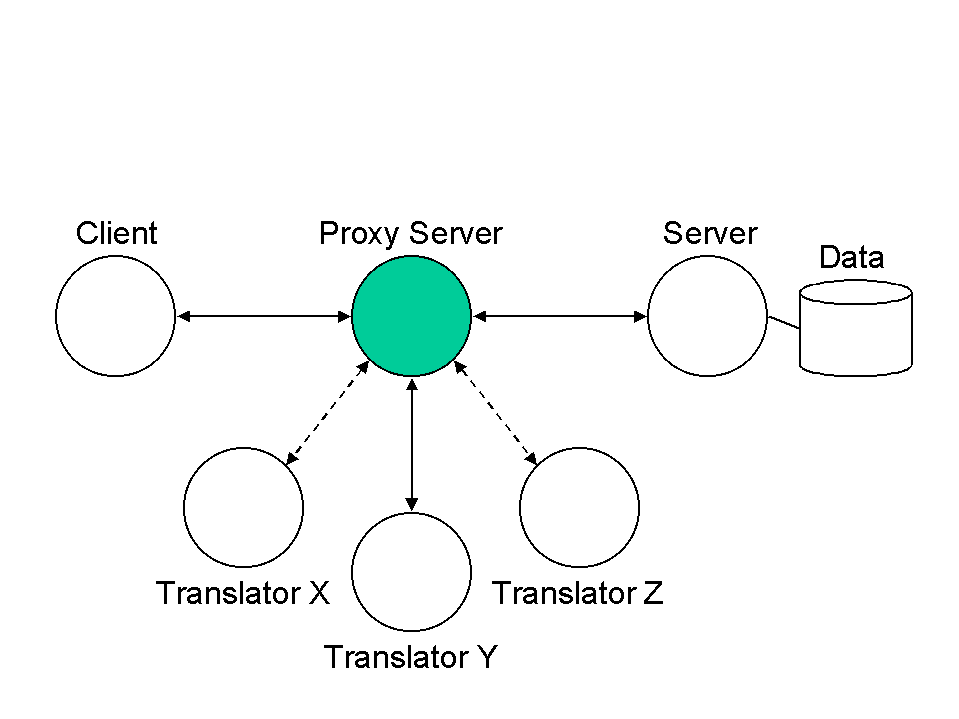 Client
Proxy Server
Server
Data
Translator X
Translator Z
Translator Y